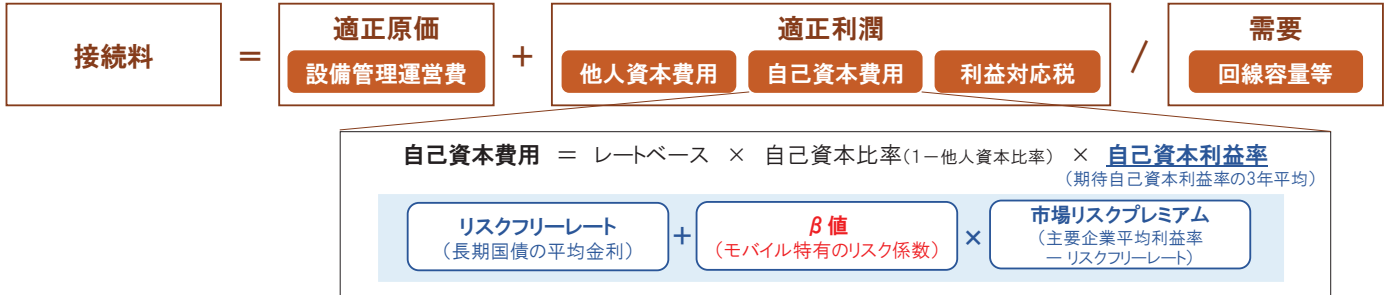 接続料 = 適正原価 + 適正利潤 / 需要
設備管理運営費 他人資本費用 自己資本費用 利益対応税 回線容量等
自己資本費用 = レートベース × 自己資本比率(1-他人資本比率) × 自己資本利益率
(期待自己資本利益率の3年平均)
リスクフリーレート
(長期国債の平均金利)
+
β値
(モバイル特有のリスク係数)
×
市場リスクプレミアム
(主要企業平均利益率
― リスクフリーレート)